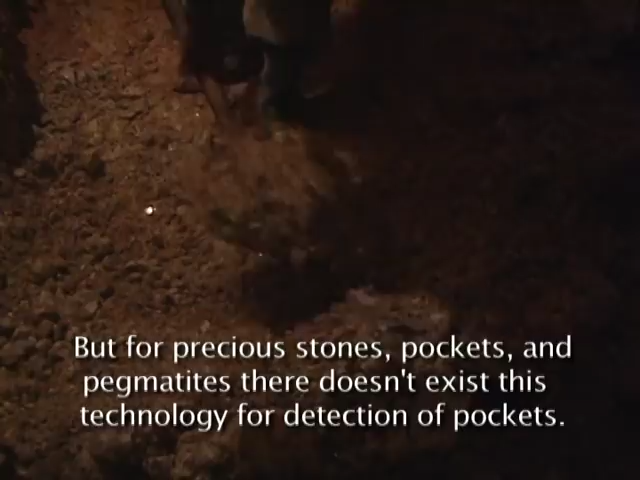 But for precious stones, pockets, and
pegmatites there doesn't exist this
technology for detection of pockets.